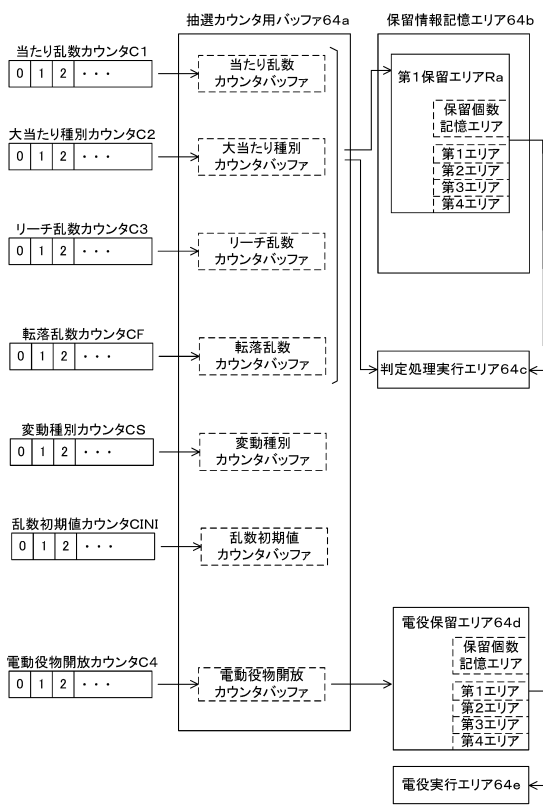 抽選カウンタ用バッファ64a
保留情報記憶エリア64b
当たり乱数カウンタC1
0 1 2 ・・・
当たり乱数
カウンタバッファ
第1保留エリアRa
保留個数
記憶エリア
第1エリア
第2エリア
第3エリア
第4エリア
大当たり種別カウンタC2
0 1 2 ・・・
大当たり種別
カウンタバッファ
リーチ乱数カウンタC3
0 1 2 ・・・
リーチ乱数
カウンタバッファ
転落乱数カウンタCF
0 1 2 ・・・
転落乱数
カウンタバッファ
判定処理実行エリア64c
変動種別カウンタCS
0 1 2 ・・・
変動種別
カウンタバッファ
乱数初期値カウンタCINI
0 1 2 ・・・
乱数初期値
カウンタバッファ
電動役物開放カウンタC4
0 1 2 ・・・
電動役物開放
カウンタバッファ
電役保留エリア64d
保留個数
記憶エリア
第1エリア
第2エリア
第3エリア
第4エリア
電役実行エリア64e